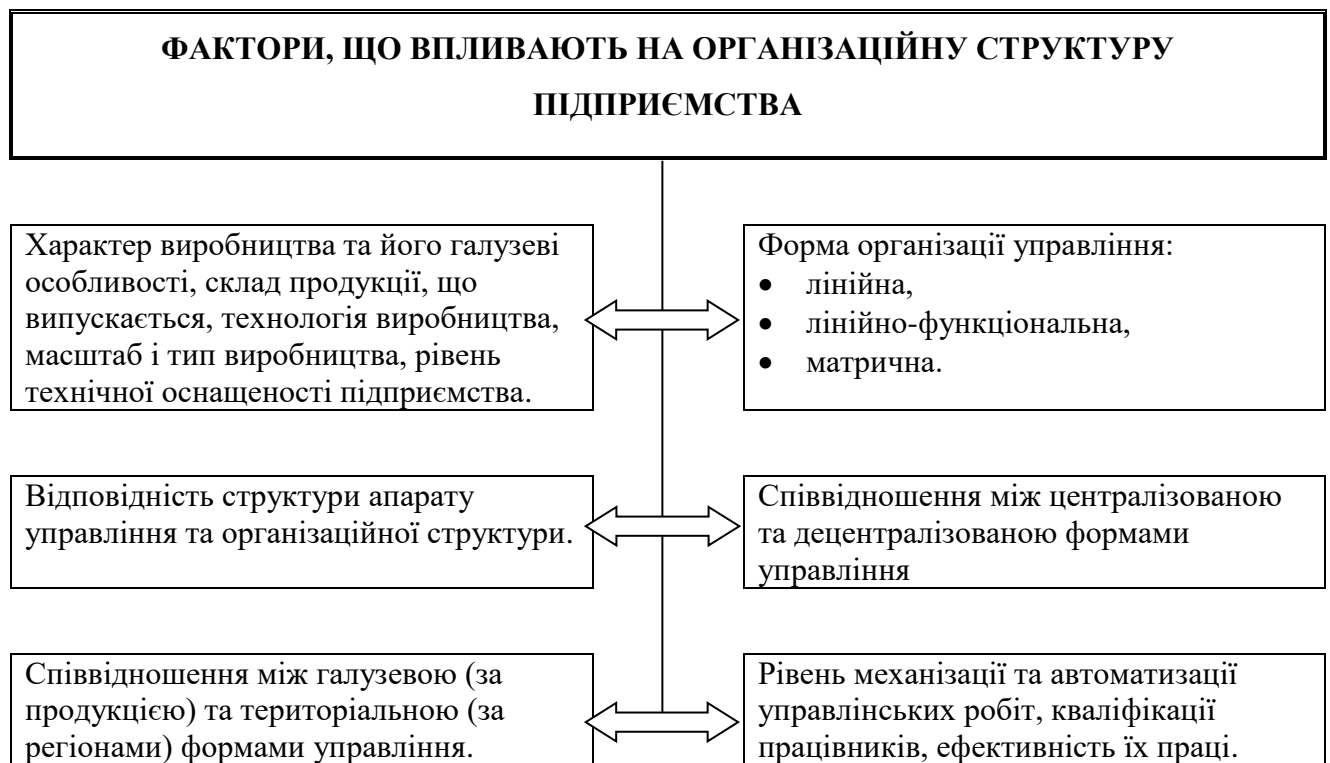 ФАКТОРИ, ЩО ВПЛИВАЮТЬ НА ОРГАНІЗАЦІЙНУ СТРУКТУРУ
ПІДПРИЄМСТВА
Характер виробництва та його галузеві
особливості, склад продукції, що
випускається, технологія виробництва,
масштаб і тип виробництва, рівень
технічної оснащеності підприємства.
Форма організації управління:
• лінійна,
• лінійно-функціональна,
• матрична.
Відповідність структури апарату
управління та організаційної структури.
Співвідношення між централізованою
та децентралізованою формами
управління
Співвідношення між галузевою (за
продукцією) та територіальною (за
регіонами) формами управління.
Рівень механізації та автоматизації
управлінських робіт, кваліфікації
працівників, ефективність їх праці.